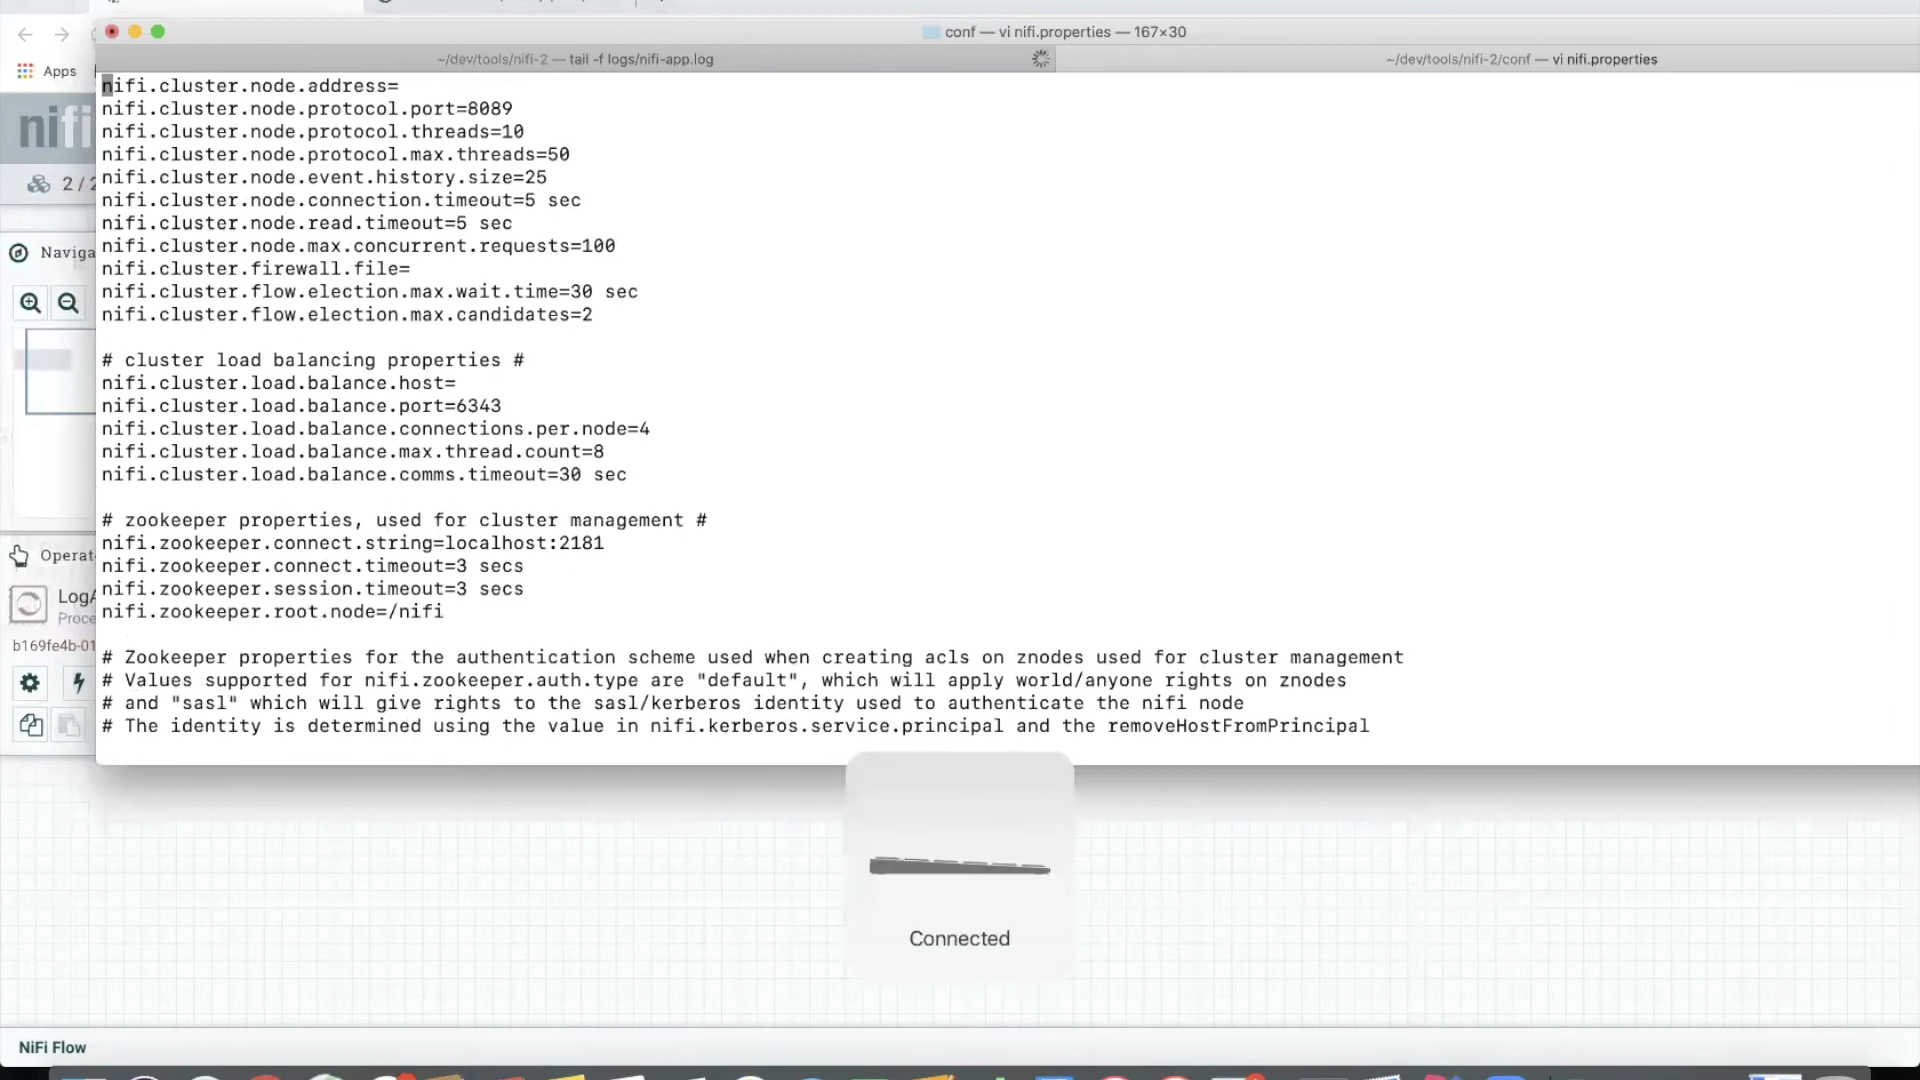 conf — vi nifi.properties — 167×30
~/dev/tools/nifi-2 — tail -f logs/nifi-app.log
~/dev/tools/nifi-2/conf — vi nifi.properties
Apps
nifi
2 / 2
Naviga
Operat
LogA
Proce
b169fe4b-01
nifi.cluster.node.address=
nifi.cluster.node.protocol.port=8089
nifi.cluster.node.protocol.threads=10
nifi.cluster.node.protocol.max.threads=50
nifi.cluster.node.event.history.size=25
nifi.cluster.node.connection.timeout=5 sec
nifi.cluster.node.read.timeout=5 sec
nifi.cluster.node.max.concurrent.requests=100
nifi.cluster.firewall.file=
nifi.cluster.flow.election.max.wait.time=30 sec
nifi.cluster.flow.election.max.candidates=2
# cluster load balancing properties #
nifi.cluster.load.balance.host=
nifi.cluster.load.balance.port=6343
nifi.cluster.load.balance.connections.per.node=4
nifi.cluster.load.balance.max.thread.count=8
nifi.cluster.load.balance.comms.timeout=30 sec
# zookeeper properties, used for cluster management #
nifi.zookeeper.connect.string=localhost:2181
nifi.zookeeper.connect.timeout=3 secs
nifi.zookeeper.session.timeout=3 secs
nifi.zookeeper.root.node=/nifi
# Zookeeper properties for the authentication scheme used when creating acls on znodes used for cluster management
# Values supported for nifi.zookeeper.auth.type are "default", which will apply world/anyone rights on znodes
# and "sasl" which will give rights to the sasl/kerberos identity used to authenticate the nifi node
# The identity is determined using the value in nifi.kerberos.service.principal and the removeHostFromPrincipal
Connected
NiFi Flow